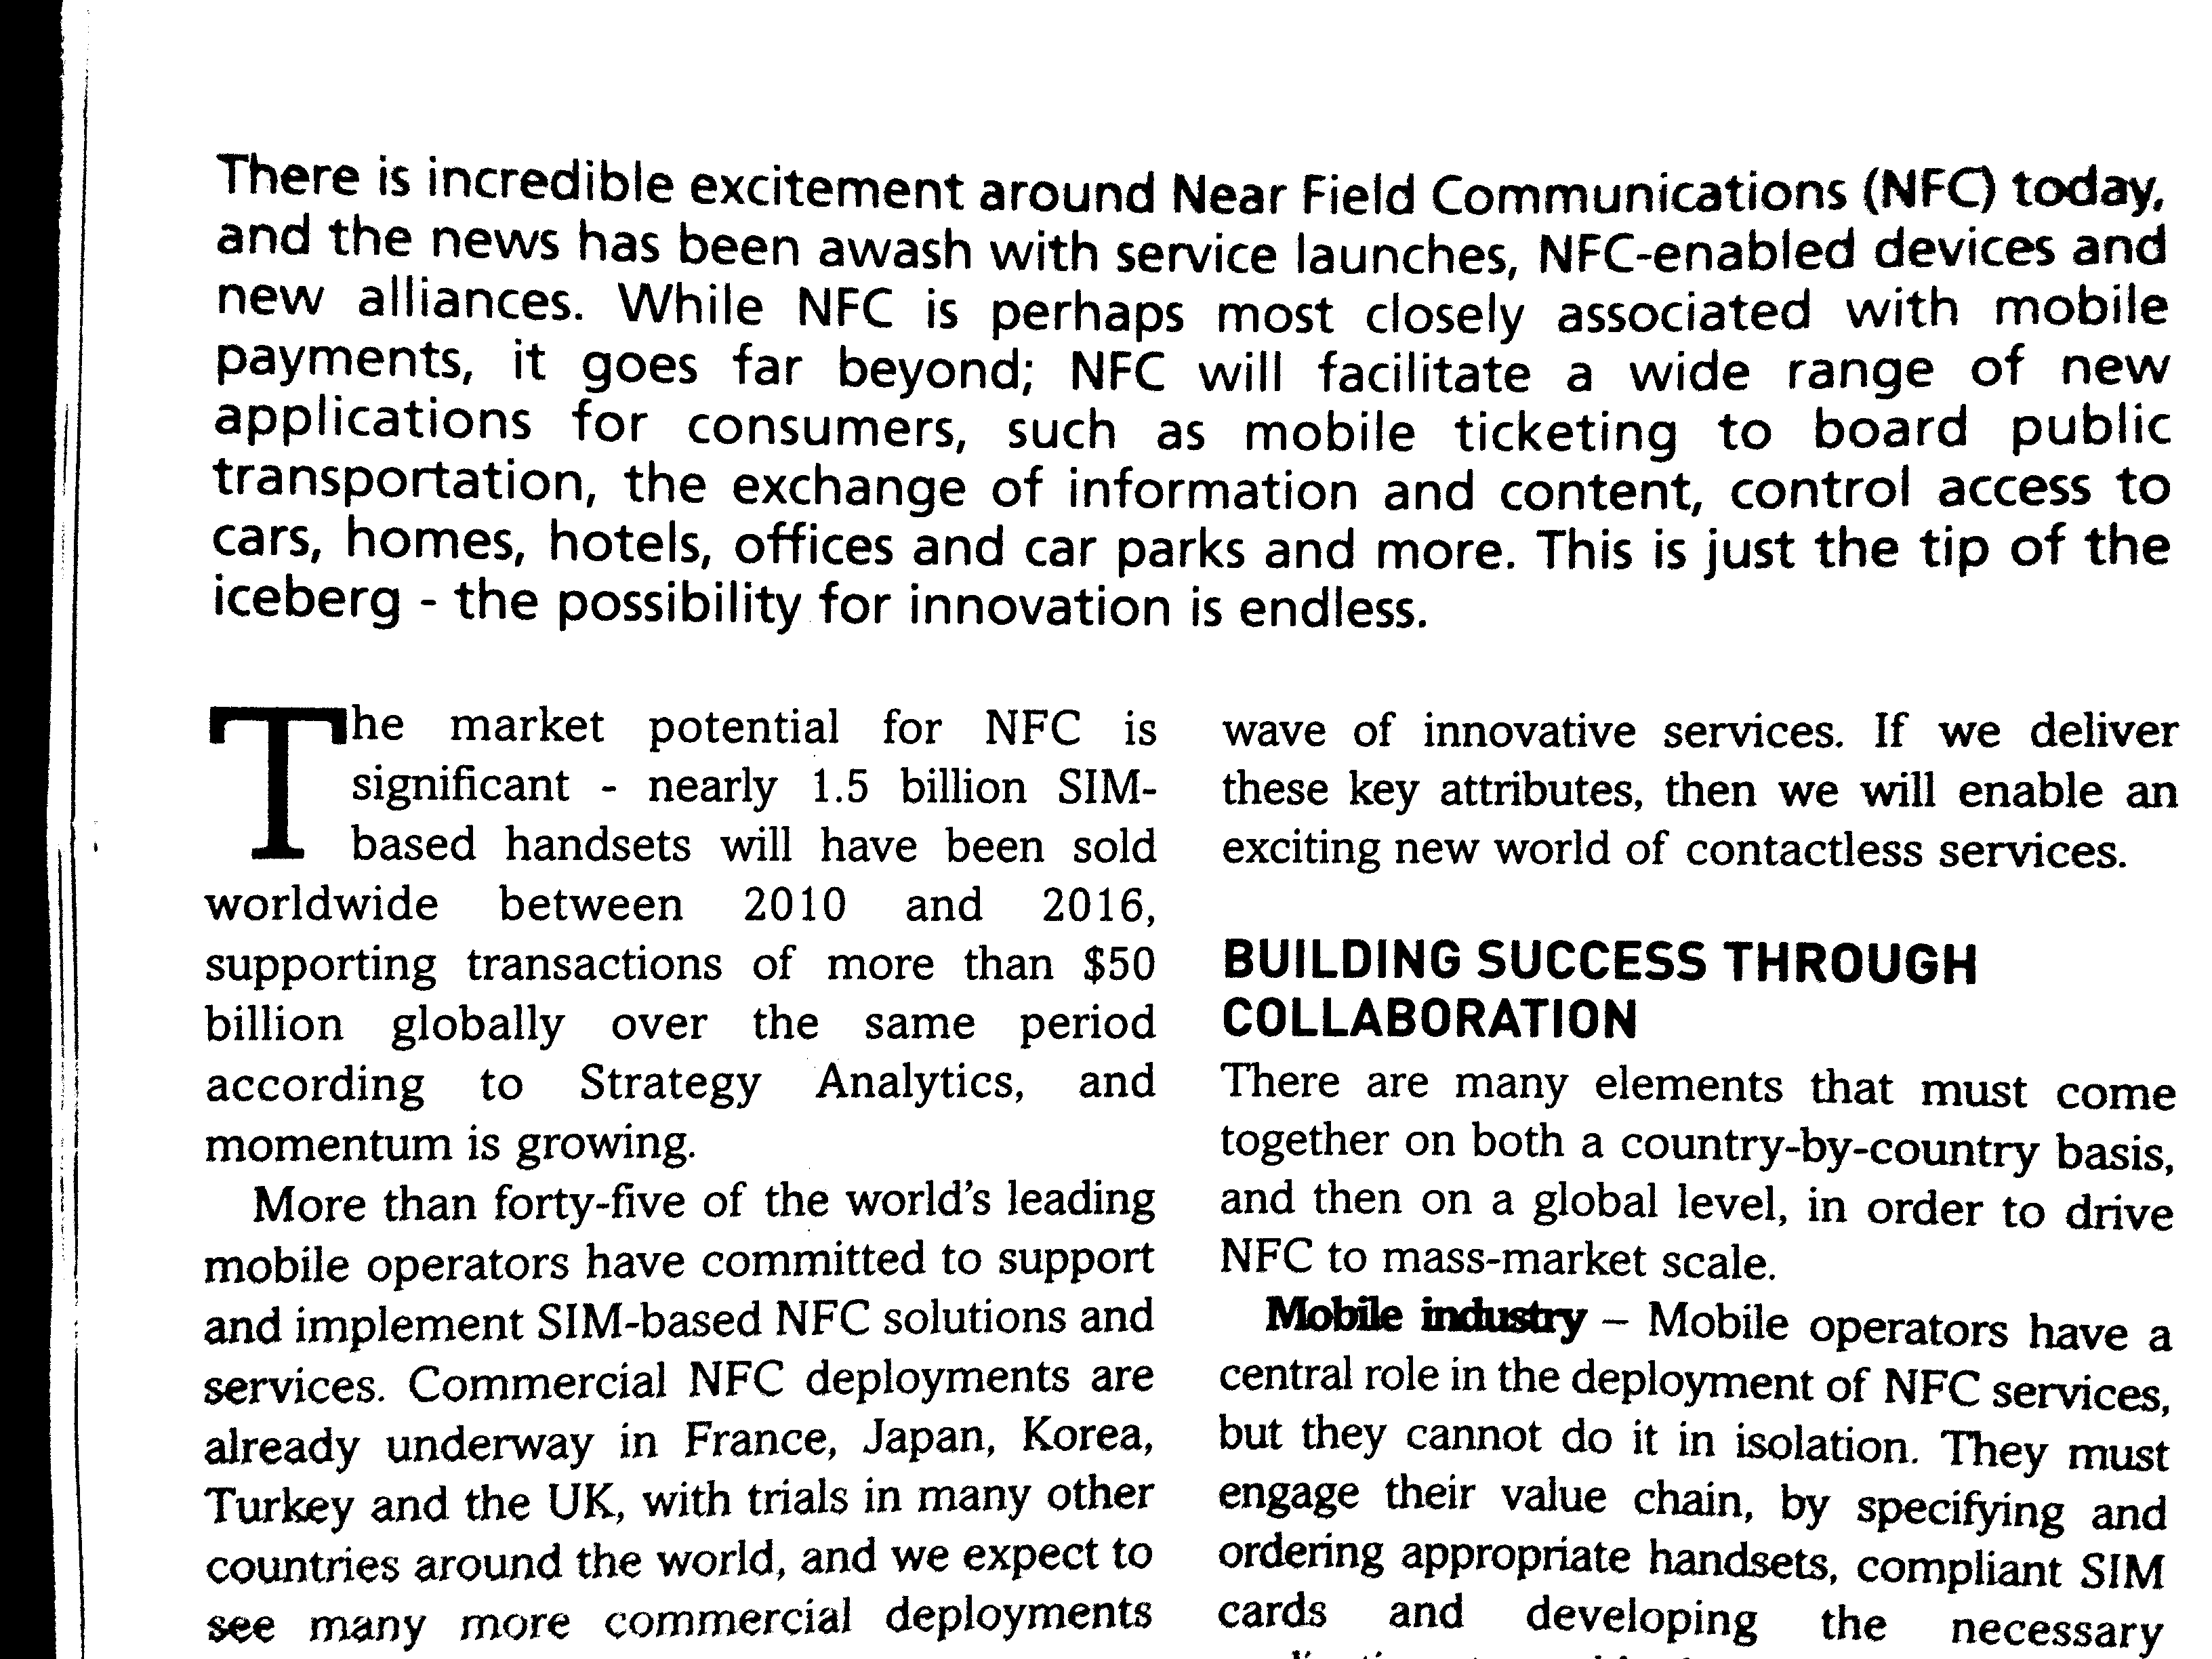 There is incredible excitement around Near Field Communications (NFC) today,
and the news has been awash with service launches, NFC-enabled devices and
new alliances. While NFC is perhaps most closely associated with mobile
payments, it goes far beyond; NFC will facilitate a wide range of new
applications for consumers, such as mobile ticketing to board public
transportation, the exchange of information and content, control access to
cars, homes, hotels, offices and car parks and more. This is just the tip of the
iceberg - the possibility for innovation is endless.
The market potential for NFC is
significant - nearly 1.5 billion SIM-
based handsets will have been sold
worldwide between 2010 and 2016,
supporting transactions of more than $50
billion globally over the same period
according to Strategy Analytics, and
momentum is growing.
More than forty-five of the world's leading
mobile operators have committed to support
and implement SIM-based NFC solutions and
services. Commercial NFC deployments are
already underway in France, Japan, Korea,
Turkey and the UK, with trials in many other
countries around the world, and we expect to
see many more commercial deployments
wave of innovative services. If we deliver
these key attributes, then we will enable an
exciting new world of contactless services.
BUILDING SUCCESS THROUGH
COLLABORATION
There are many elements that must come
together on both a country-by-country basis,
and then on a global level, in order to drive
NFC to mass-market scale.
Mobile industry – Mobile operators have a
central role in the deployment of NFC services,
but they cannot do it in isolation. They must
engage their value chain, by specifying and
ordering appropriate handsets, compliant SIM
cards and developing the necessary